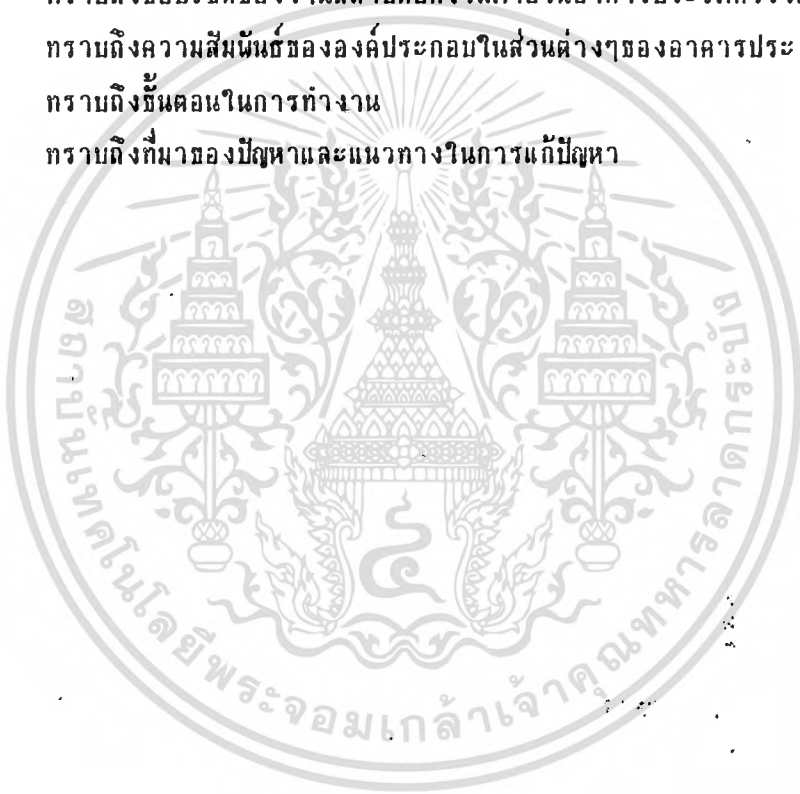 ทราบถึงความสัมพันธ์ขององค์ประกอบในส่วนต่างๆของอาคารประ
ทราบถึงขั้นตอนในการทำงาน
ทราบถึงที่มาของปัญหาและแนวทางในการแก้ปัญหา
สถาบันเทคโนโลยีพระจอมเกล้าเจ้าคุณทหารลาดกระบัง